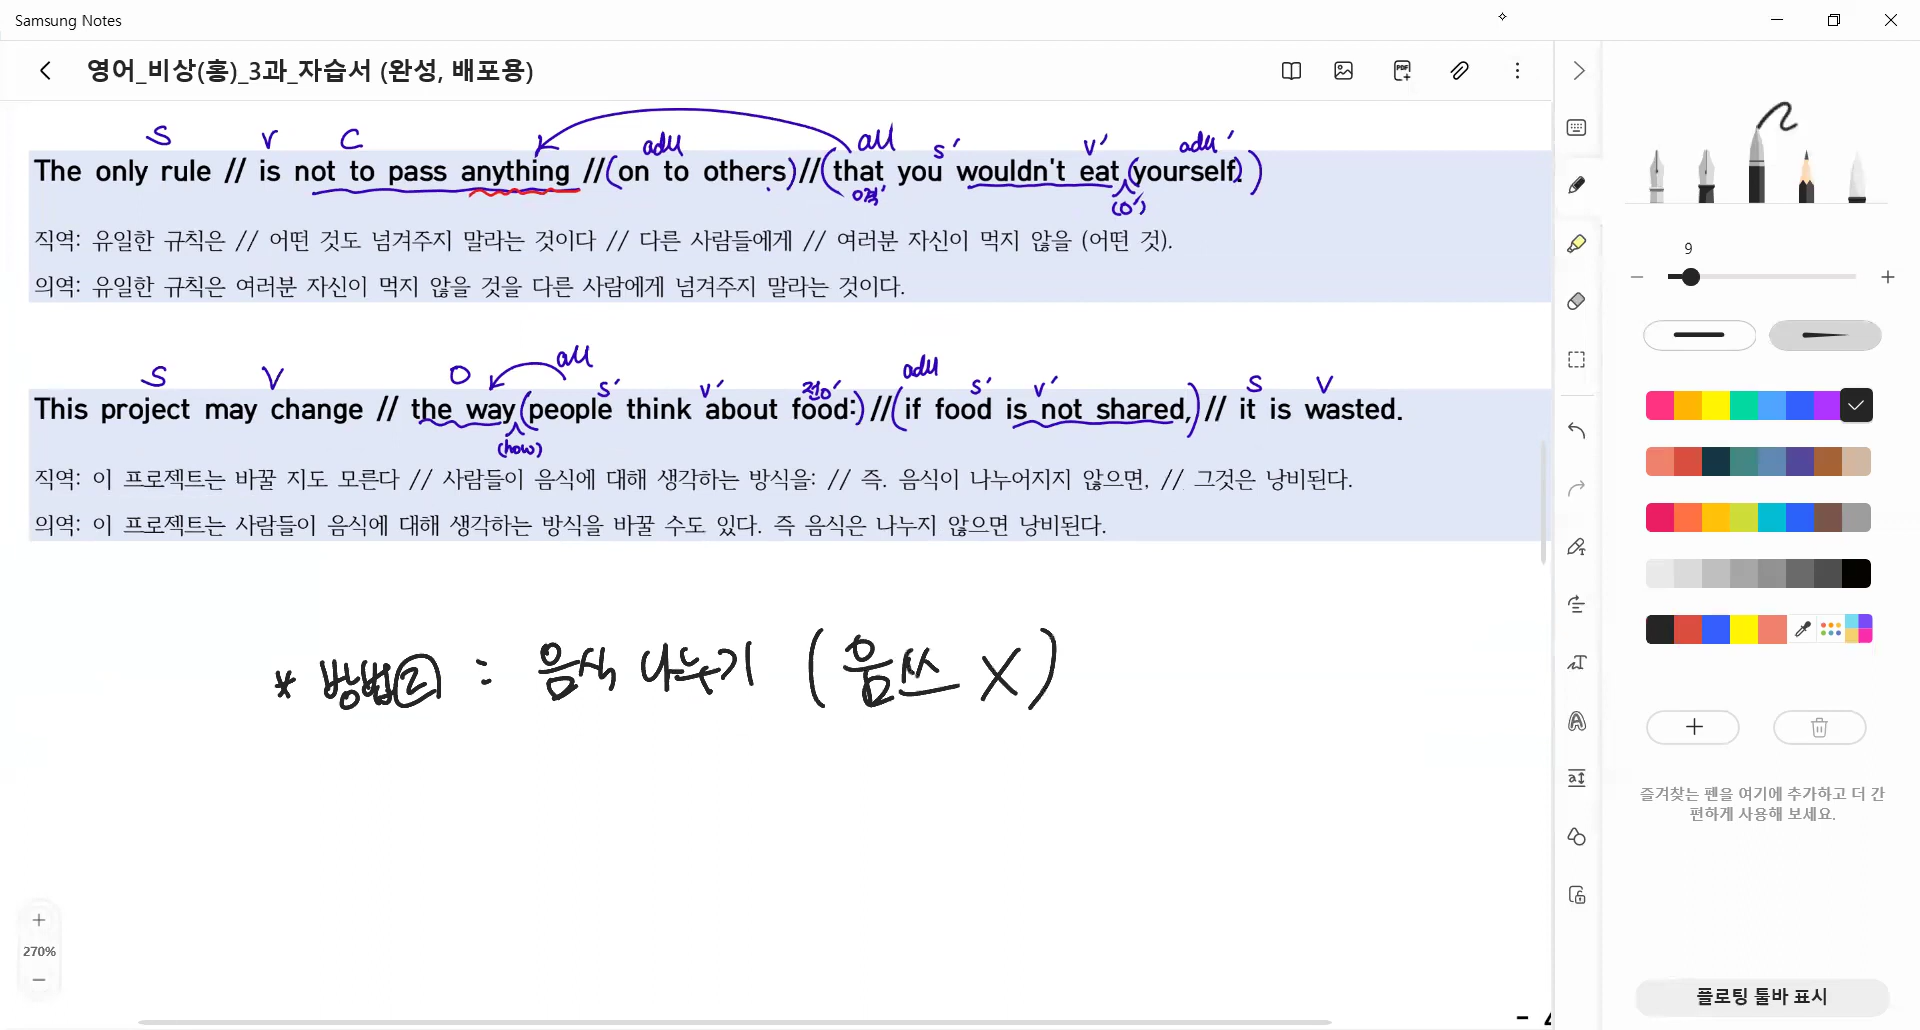 Samsung Notes
영어_비상(홍)_3과_자습서 (완성, 배포용)
S V C adu all s' v' adu'
The only rule // is not to pass anything //(on to others)//(that you wouldn't eat (yourself.))
목적' (o')
직역: 유일한 규칙은 // 어떤 것도 넘겨주지 말라는 것이다 // 다른 사람들에게 // 여러분 자신이 먹지 않을 (어떤 것).
의역: 유일한 규칙은 여러분 자신이 먹지 않을 것을 다른 사람에게 넘겨주지 말라는 것이다.
S V O all s' v' 전o' adu s' v' S V
This project may change // the way (people think about food:) //(if food is not shared,)// it is wasted.
(how)
직역: 이 프로젝트는 바꿀 지도 모른다 // 사람들이 음식에 대해 생각하는 방식을: // 즉. 음식이 나누어지지 않으면, // 그것은 낭비된다.
의역: 이 프로젝트는 사람들이 음식에 대해 생각하는 방식을 바꿀 수도 있다. 즉 음식은 나누지 않으면 낭비된다.
* 방법② : 음식 나누기 (음쓰 X)
9
즐겨찾는 펜을 여기에 추가하고 더 간
편하게 사용해 보세요.
270%
플로팅 툴바 표시